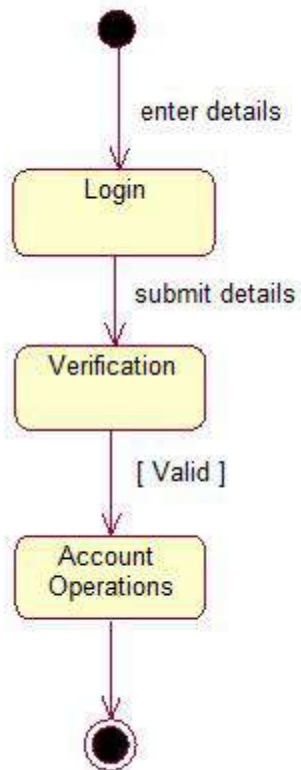 enter details
Login
submit details
Verification
[ Valid ]
Account
Operations